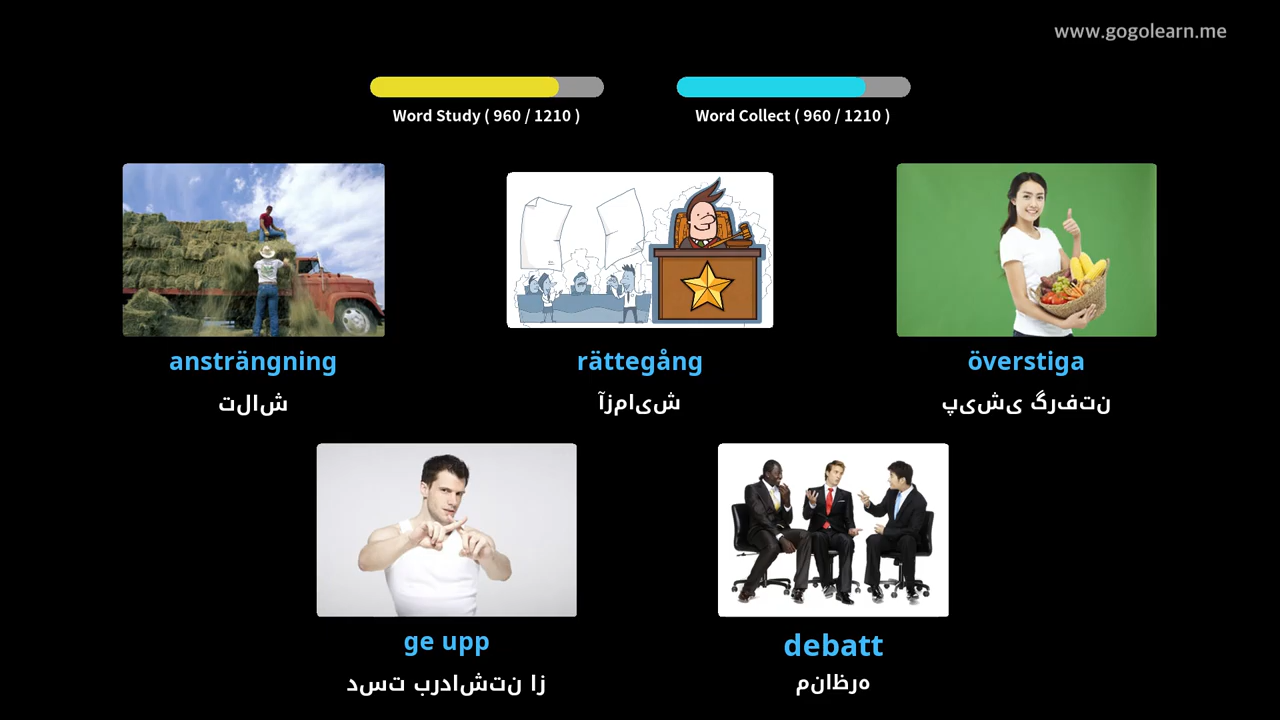 www.gogolearn.me
Word Study ( 960 / 1210 )
Word Collect ( 960 / 1210 )
ansträngning
تلاش
rättegång
آزمایش
överstiga
پیشی گرفتن
ge upp
دست برداشتن از
debatt
مناظره